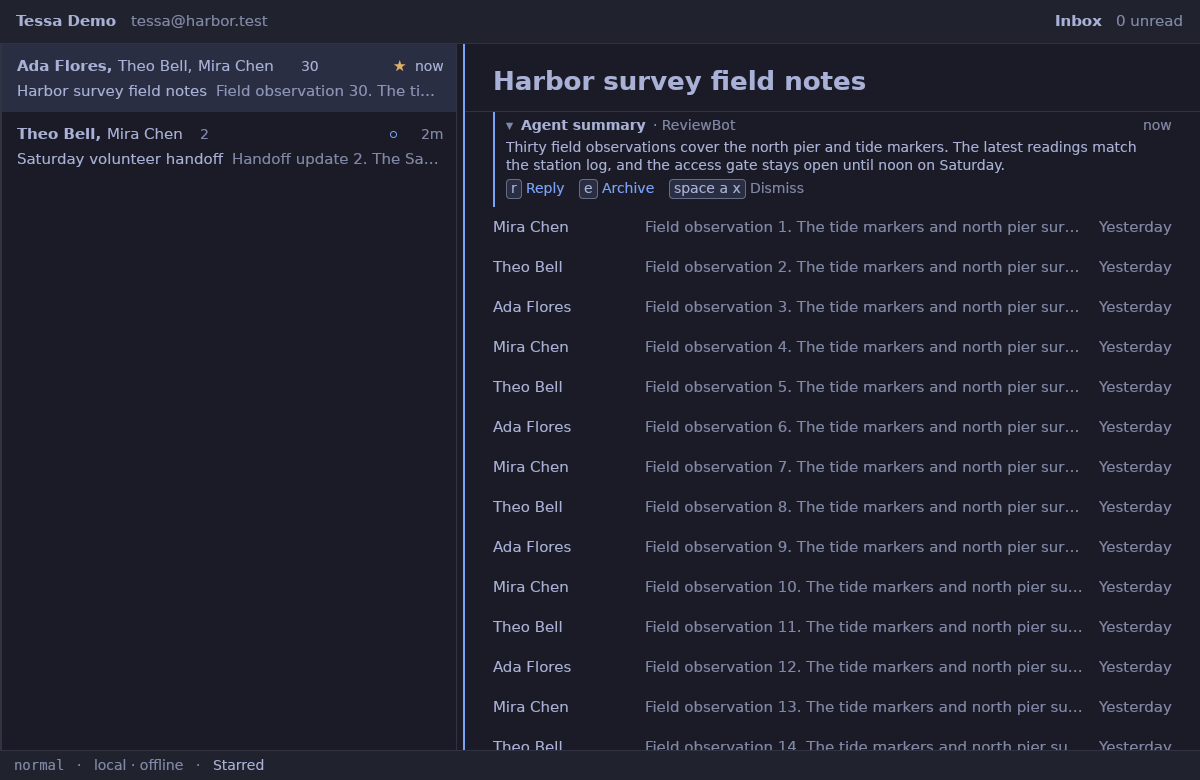 Tessa Demo tessa@harbor.test Inbox 0 unread
Ada Flores, Theo Bell, Mira Chen 30 ★ now
Harbor survey field notes Field observation 30. The ti…
Theo Bell, Mira Chen 2 2m
Saturday volunteer handoff Handoff update 2. The Sa…
Harbor survey field notes
▾ Agent summary · ReviewBot now
Thirty field observations cover the north pier and tide markers. The latest readings match
the station log, and the access gate stays open until noon on Saturday.
r Reply e Archive space a x Dismiss
Mira Chen Field observation 1. The tide markers and north pier sur… Yesterday
Theo Bell Field observation 2. The tide markers and north pier sur… Yesterday
Ada Flores Field observation 3. The tide markers and north pier sur… Yesterday
Mira Chen Field observation 4. The tide markers and north pier sur… Yesterday
Theo Bell Field observation 5. The tide markers and north pier sur… Yesterday
Ada Flores Field observation 6. The tide markers and north pier sur… Yesterday
Mira Chen Field observation 7. The tide markers and north pier sur… Yesterday
Theo Bell Field observation 8. The tide markers and north pier sur… Yesterday
Ada Flores Field observation 9. The tide markers and north pier sur… Yesterday
Mira Chen Field observation 10. The tide markers and north pier su… Yesterday
Theo Bell Field observation 11. The tide markers and north pier su… Yesterday
Ada Flores Field observation 12. The tide markers and north pier su… Yesterday
Mira Chen Field observation 13. The tide markers and north pier su… Yesterday
Theo Bell Field observation 14. The tide markers and north pier su… Yesterday
normal · local · offline · Starred